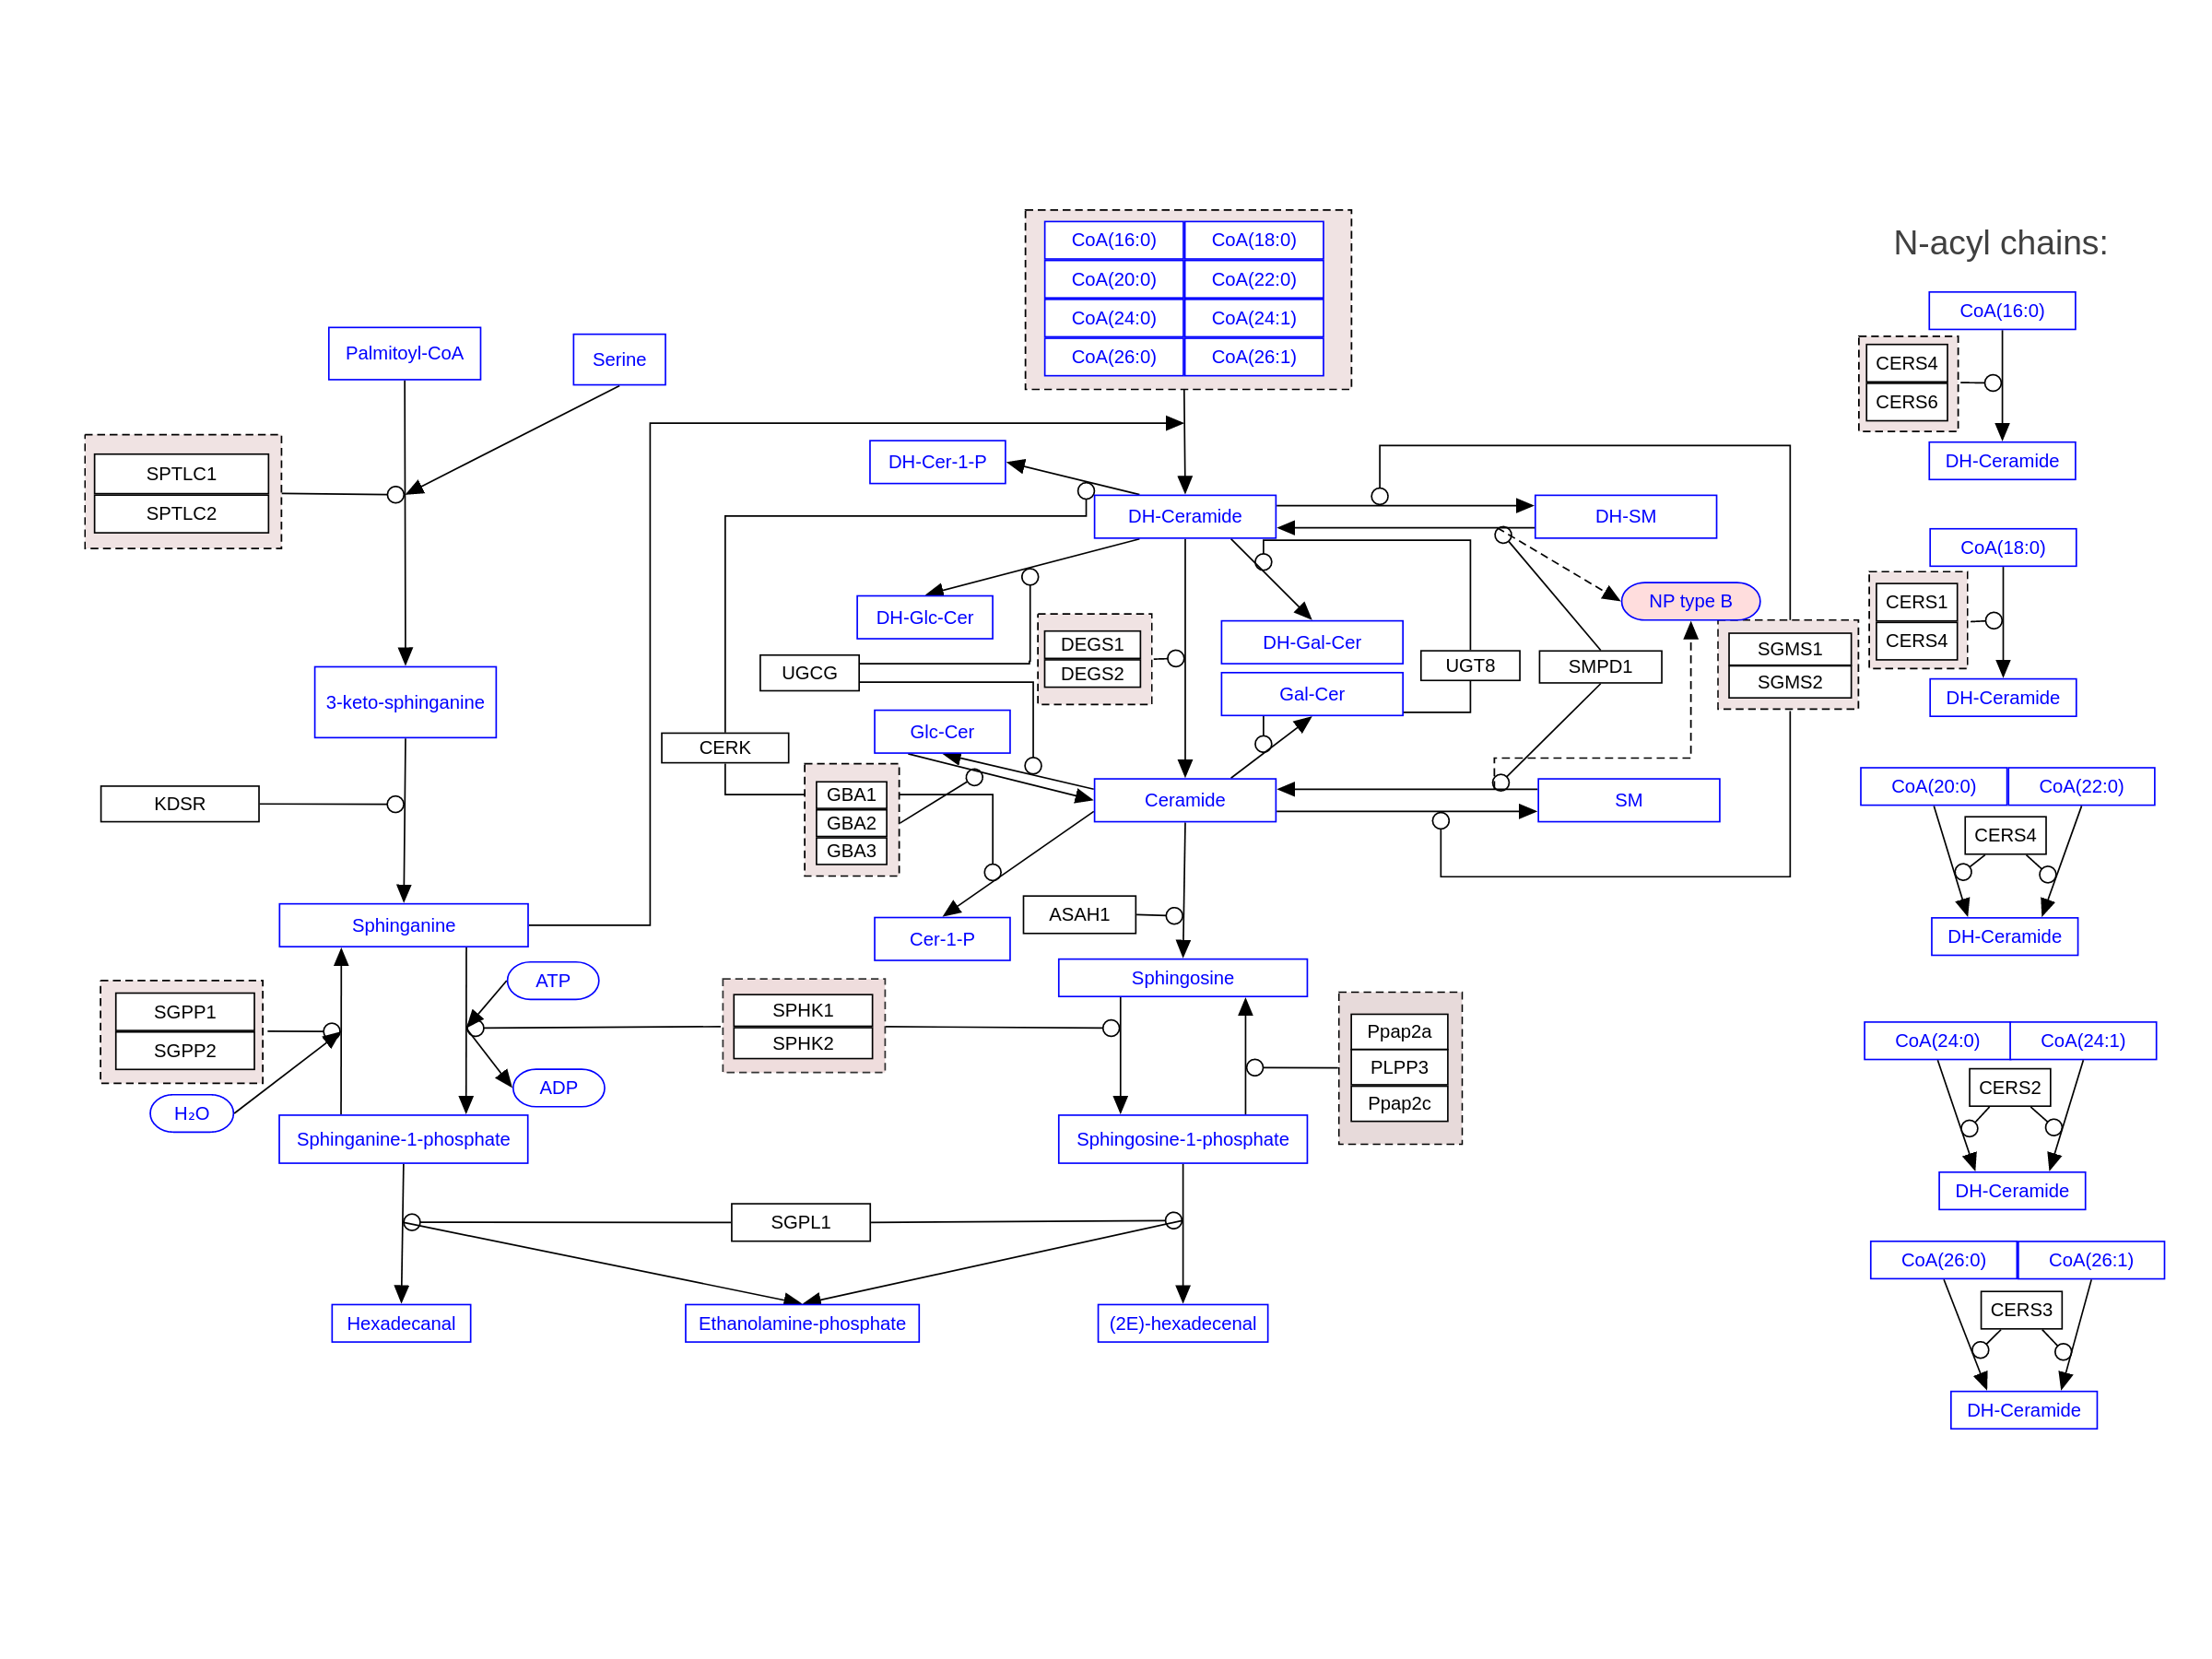 N-acyl chains:
CoA(16:0)
CoA(18:0)
CoA(20:0)
CoA(22:0)
CoA(24:0)
CoA(24:1)
CoA(26:0)
CoA(26:1)
Palmitoyl-CoA
Serine
SPTLC1
SPTLC2
3-keto-sphinganine
KDSR
Sphinganine
ATP
ADP
SGPP1
SGPP2
H₂O
Sphinganine-1-phosphate
SPHK1
SPHK2
SGPL1
Hexadecanal
Ethanolamine-phosphate
(2E)-hexadecenal
DH-Cer-1-P
DH-Ceramide
DH-SM
DH-Glc-Cer
DEGS1
DEGS2
DH-Gal-Cer
Gal-Cer
UGCG
UGT8
SMPD1
NP type B
SGMS1
SGMS2
CERK
Glc-Cer
GBA1
GBA2
GBA3
Ceramide
SM
Cer-1-P
ASAH1
Sphingosine
Ppap2a
PLPP3
Ppap2c
Sphingosine-1-phosphate
CoA(16:0)
CERS4
CERS6
DH-Ceramide
CoA(18:0)
CERS1
CERS4
DH-Ceramide
CoA(20:0)
CoA(22:0)
CERS4
DH-Ceramide
CoA(24:0)
CoA(24:1)
CERS2
DH-Ceramide
CoA(26:0)
CoA(26:1)
CERS3
DH-Ceramide